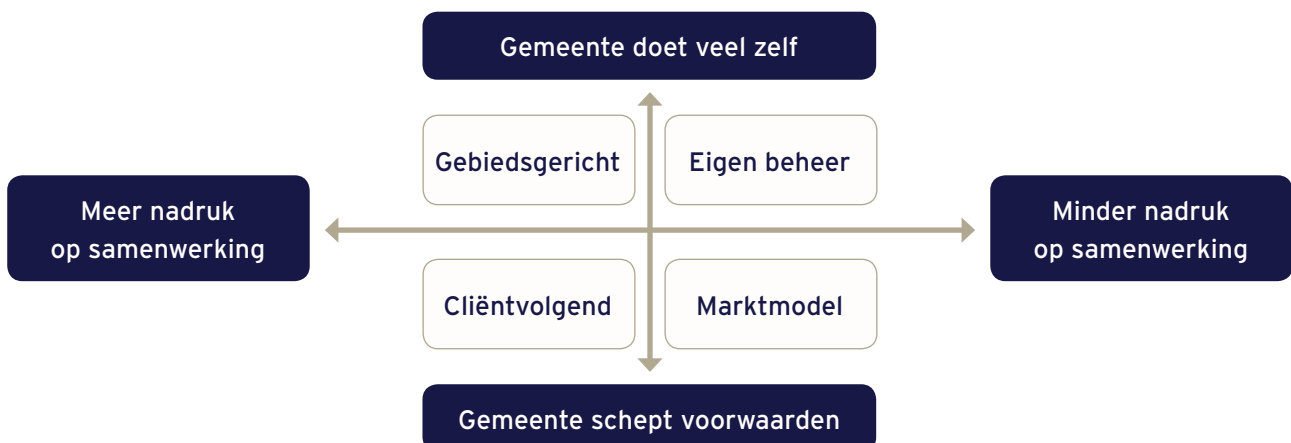 Gemeente doet veel zelf
Gebiedsgericht
Eigen beheer
Meer nadruk
op samenwerking
Minder nadruk
op samenwerking
Cliëntvolgend
Marktmodel
Gemeente schept voorwaarden